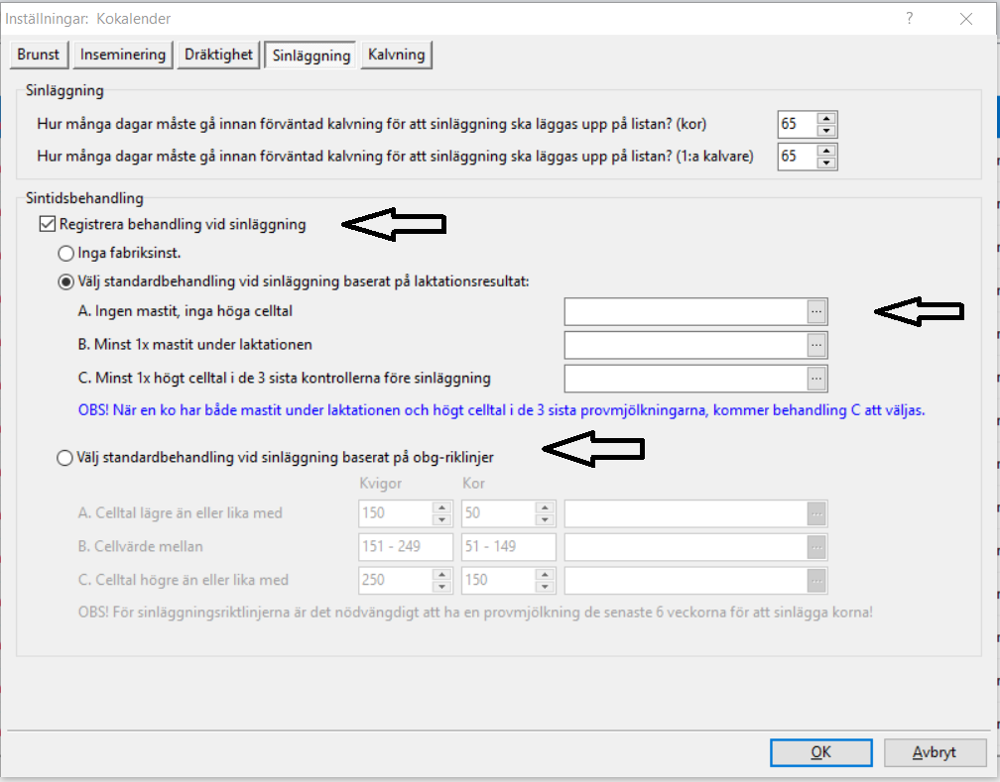 Inställningar: Kokalender
?
Brunst Inseminering Dräktighet Sinläggning Kalvning
Sinläggning
Hur många dagar måste gå innan förväntad kalvning för att sinläggning ska läggas upp på listan? (kor) 65
Hur många dagar måste gå innan förväntad kalvning för att sinläggning ska läggas upp på listan? (1:a kalvare) 65
Sintidsbehandling
Registrera behandling vid sinläggning
Inga fabriksinst.
Välj standardbehandling vid sinläggning baserat på laktationsresultat:
A. Ingen mastit, inga höga celltal ...
B. Minst 1x mastit under laktationen ...
C. Minst 1x högt celltal i de 3 sista kontrollerna före sinläggning ...
OBS! När en ko har både mastit under laktationen och högt celltal i de 3 sista provmjölkningarna, kommer behandling C att väljas.
Välj standardbehandling vid sinläggning baserat på obg-riklinjer
Kvigor Kor
A. Celltal lägre än eller lika med 150 50 ...
B. Cellvärde mellan 151 - 249 51 - 149 ...
C. Celltal högre än eller lika med 250 150 ...
OBS! För sinläggningsriktlinjerna är det nödvängdigt att ha en provmjölkning de senaste 6 veckorna för att sinlägga korna!
OK Avbryt